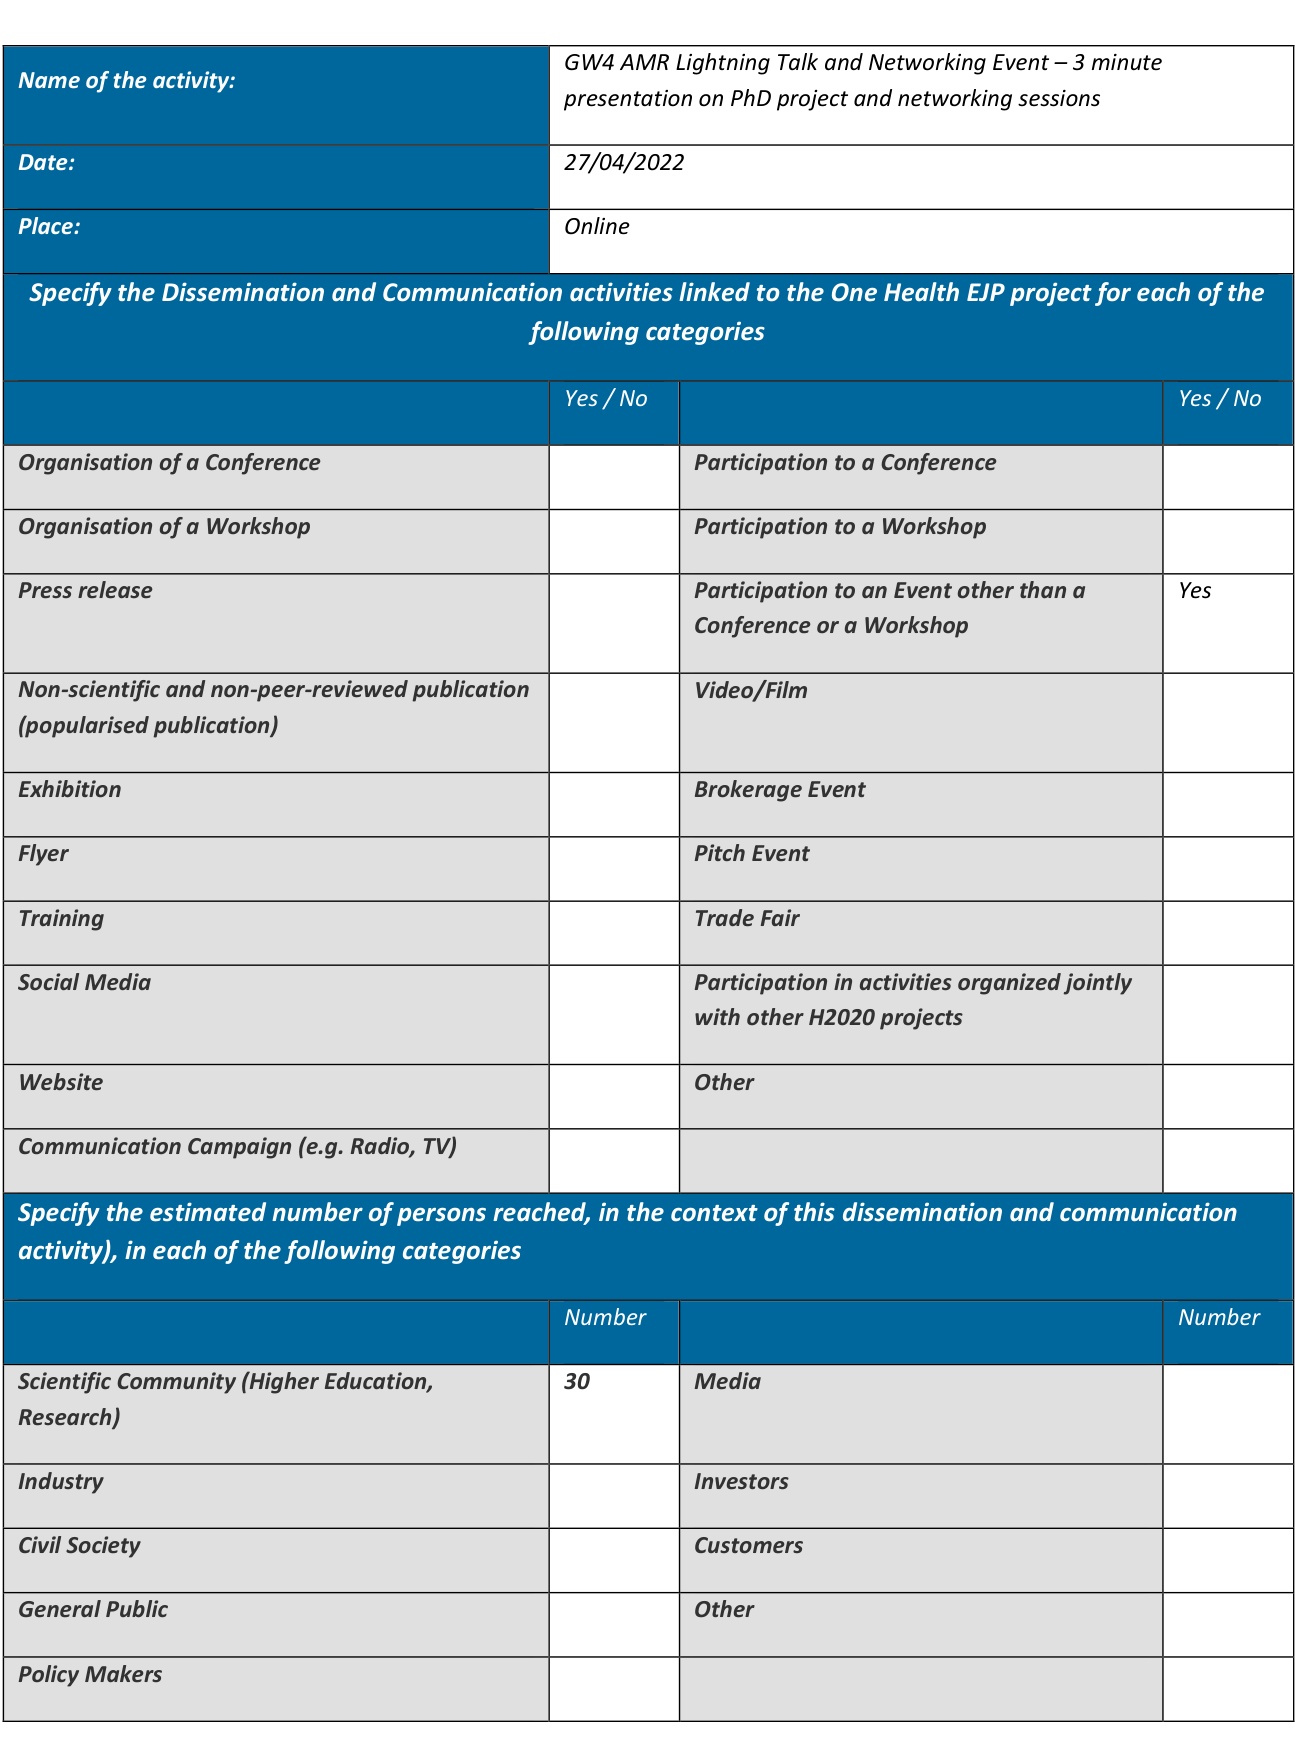 Name of the activity:
GW4 AMR Lightning Talk and Networking Event – 3 minute
presentation on PhD project and networking sessions
Date:
27/04/2022
Place:
Online
Specify the Dissemination and Communication activities linked to the One Health EJP project for each of the
following categories
Yes / No
Yes / No
Organisation of a Conference
Participation to a Conference
Organisation of a Workshop
Participation to a Workshop
Press release
Participation to an Event other than a
Conference or a Workshop
Yes
Non-scientific and non-peer-reviewed publication
(popularised publication)
Video/Film
Exhibition
Brokerage Event
Flyer
Pitch Event
Training
Trade Fair
Social Media
Participation in activities organized jointly
with other H2020 projects
Website
Other
Communication Campaign (e.g. Radio, TV)
Specify the estimated number of persons reached, in the context of this dissemination and communication
activity), in each of the following categories
Number
Number
Scientific Community (Higher Education,
Research)
30
Media
Industry
Investors
Civil Society
Customers
General Public
Other
Policy Makers